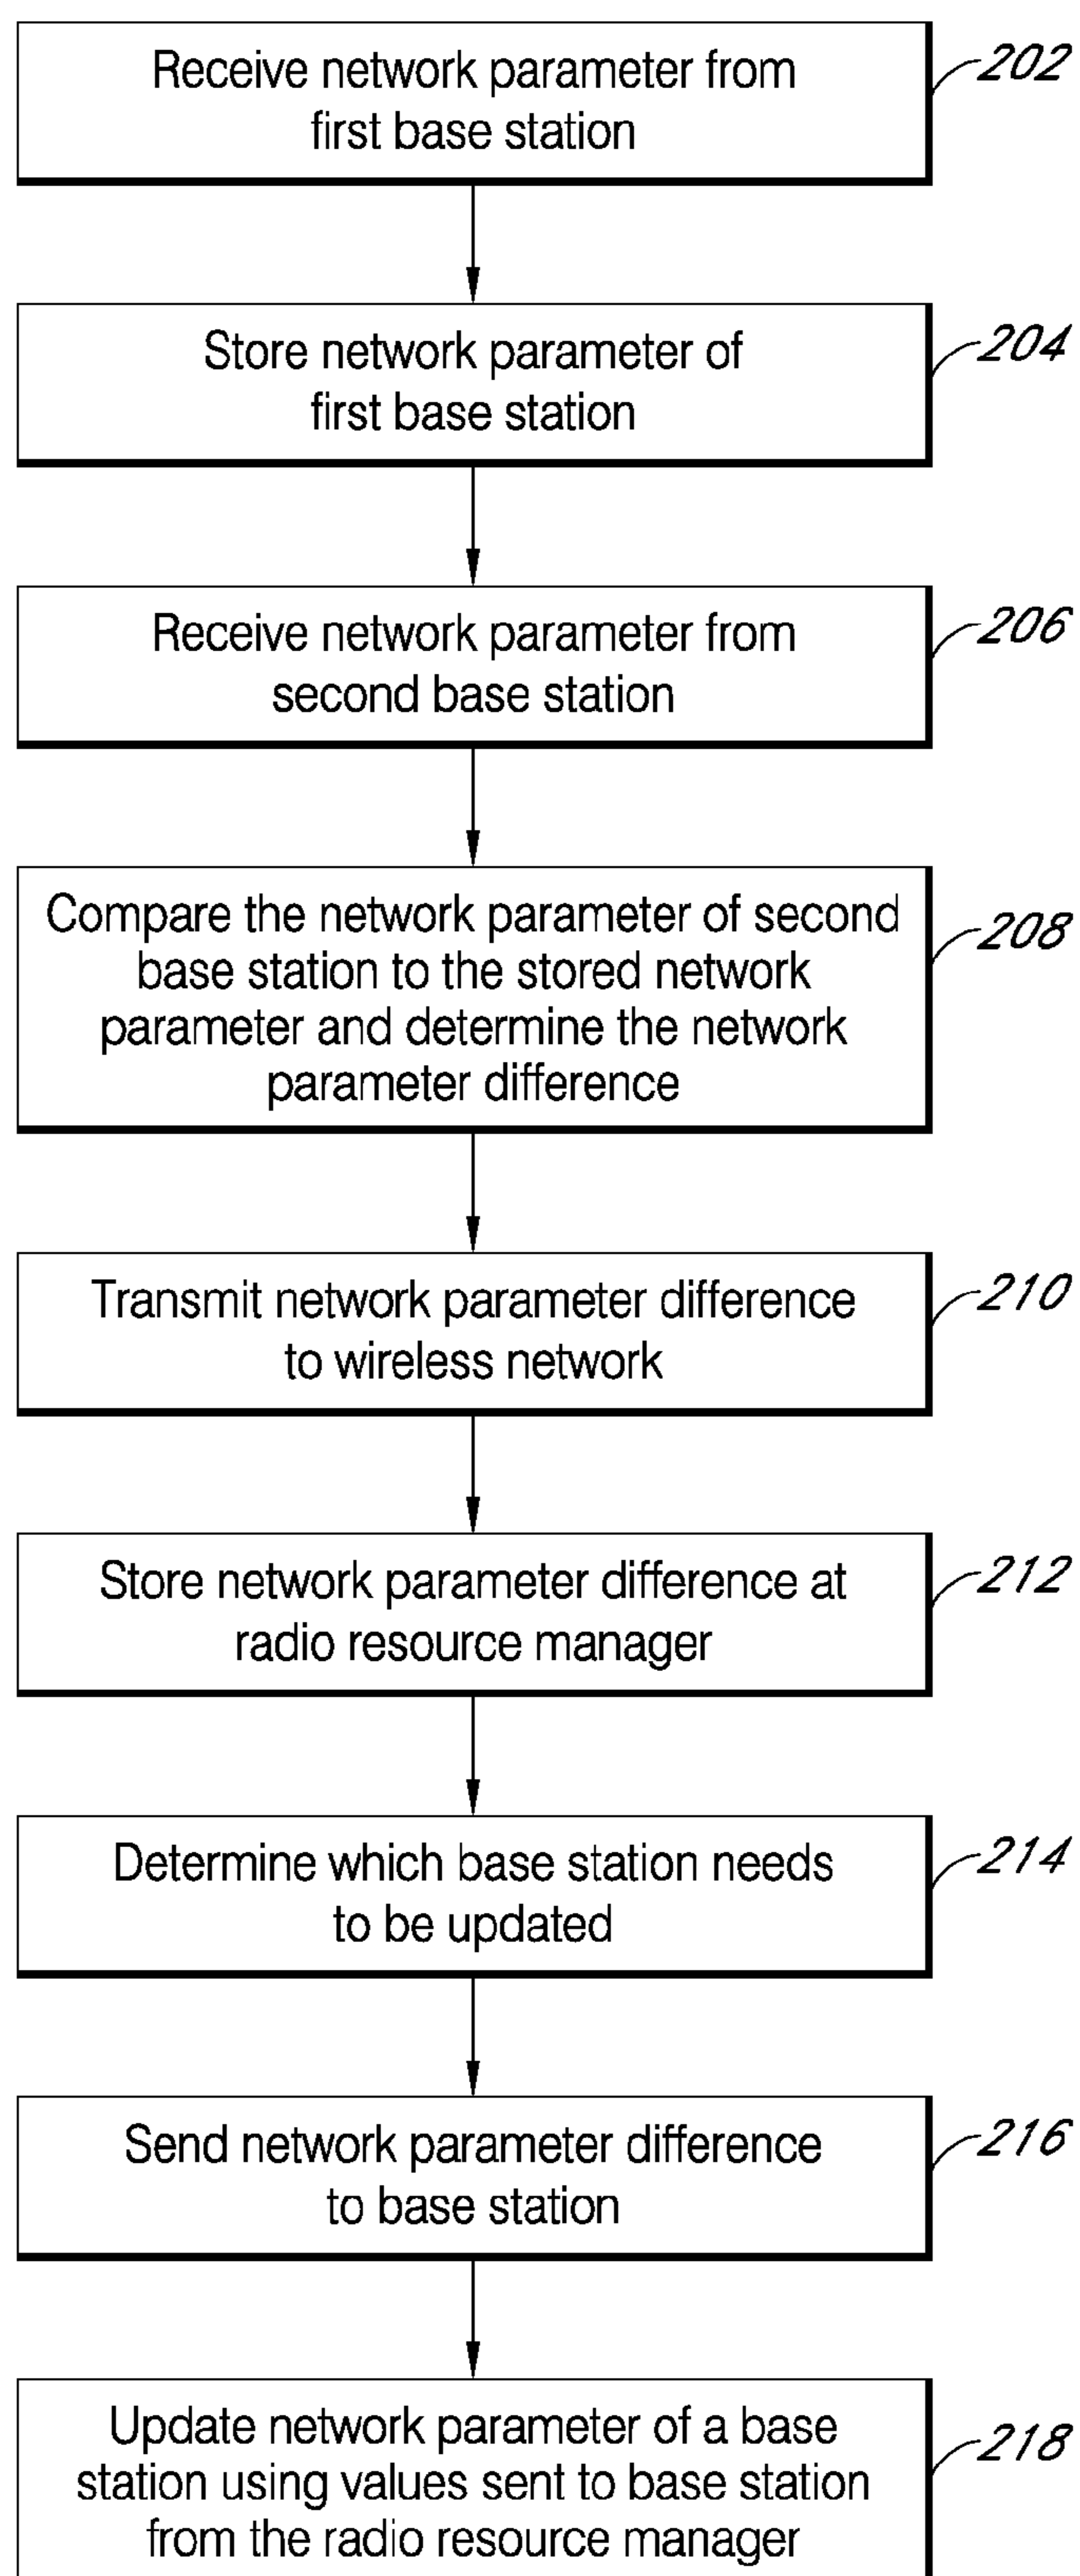 Receive network parameter from
first base station
202
Store network parameter of
first base station
204
Receive network parameter from
second base station
206
Compare the network parameter of second
base station to the stored network
parameter and determine the network
parameter difference
208
Transmit network parameter difference
to wireless network
210
Store network parameter difference at
radio resource manager
212
Determine which base station needs
to be updated
214
Send network parameter difference
to base station
216
Update network parameter of a base
station using values sent to base station
from the radio resource manager
218